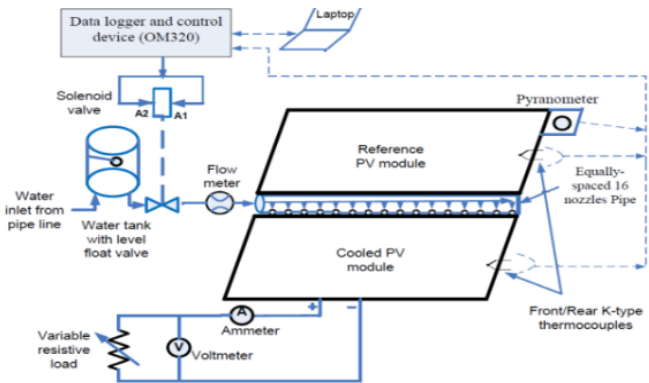 Data logger and control
device (OM320)
Laptop
Solenoid
valve
A2
A1
Pyranometer
Reference
PV module
Flow
meter
Equally-
spaced 16
nozzles Pipe
Water
inlet from
pipe line
Water tank
with level
float valve
Cooled PV
module
Front/Rear K-type
thermocouples
+
−
A
Ammeter
Variable
resistive
load
V
Voltmeter